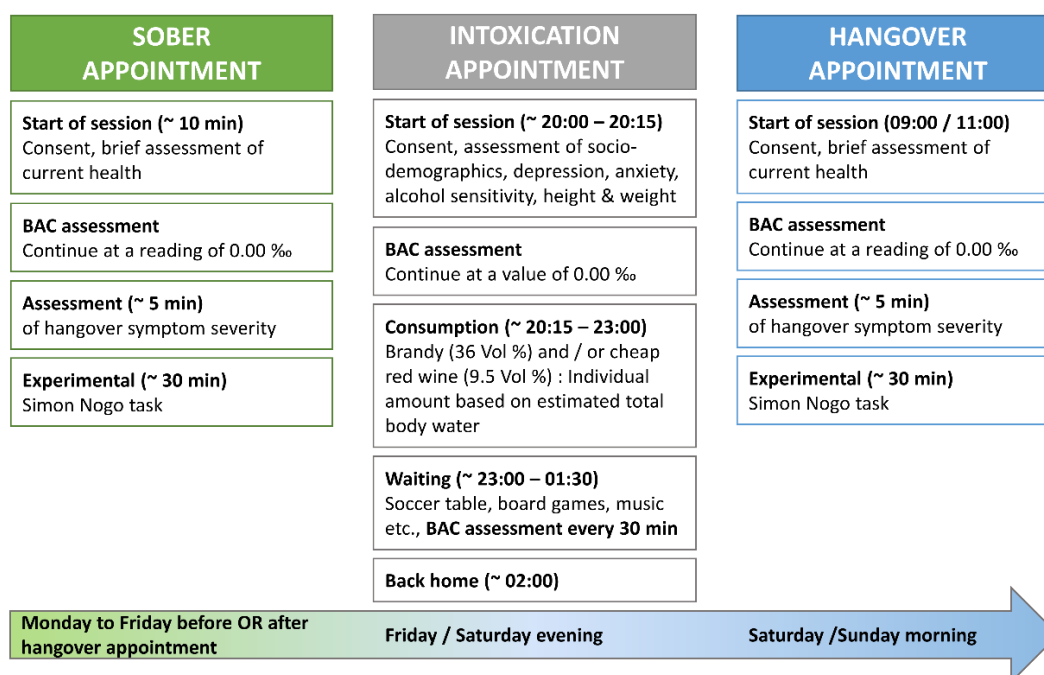 SOBER
APPOINTMENT
Start of session (~ 10 min)
Consent, brief assessment of
current health
BAC assessment
Continue at a reading of 0.00 ‰
Assessment (~ 5 min)
of hangover symptom severity
Experimental (~ 30 min)
Simon Nogo task
INTOXICATION
APPOINTMENT
Start of session (~ 20:00 – 20:15)
Consent, assessment of socio-
demographics, depression, anxiety,
alcohol sensitivity, height & weight
BAC assessment
Continue at a value of 0.00 ‰
Consumption (~ 20:15 – 23:00)
Brandy (36 Vol %) and / or cheap
red wine (9.5 Vol %) : Individual
amount based on estimated total
body water
Waiting (~ 23:00 – 01:30)
Soccer table, board games, music
etc., BAC assessment every 30 min
Back home (~ 02:00)
HANGOVER
APPOINTMENT
Start of session (09:00 / 11:00)
Consent, brief assessment of
current health
BAC assessment
Continue at a reading of 0.00 ‰
Assessment (~ 5 min)
of hangover symptom severity
Experimental (~ 30 min)
Simon Nogo task
Monday to Friday before OR after
hangover appointment
Friday / Saturday evening
Saturday /Sunday morning